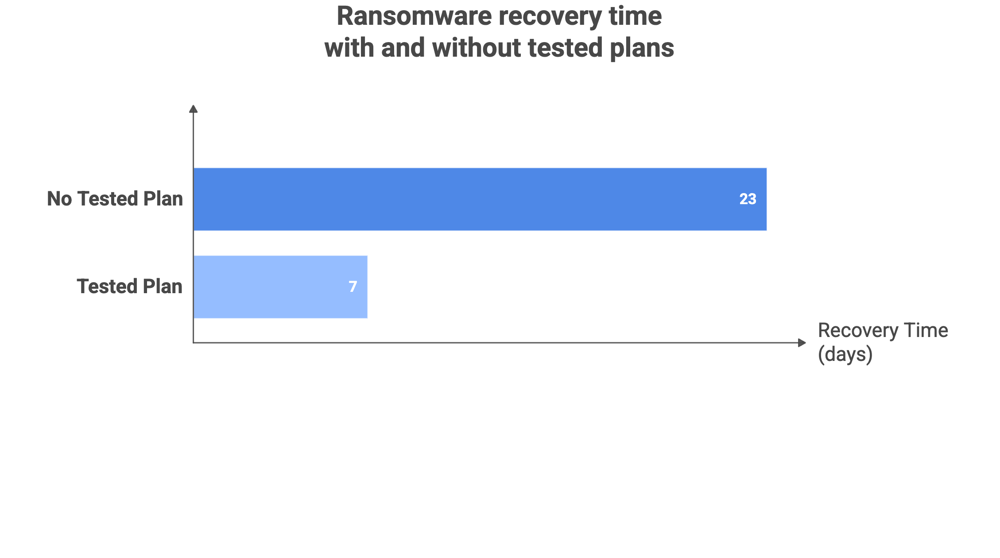 Ransomware recovery time
with and without tested plans
No Tested Plan
23
Tested Plan
7
Recovery Time
(days)